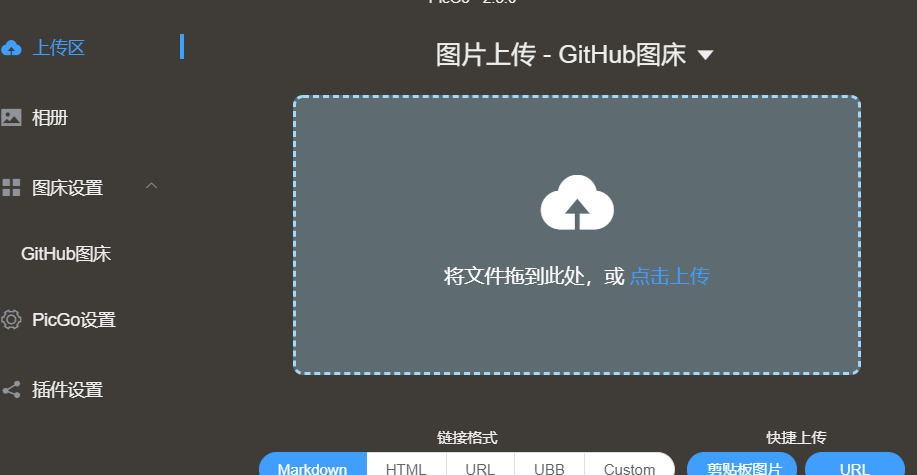 上传区
图片上传 - GitHub图床
相册
图床设置
GitHub图床
将文件拖到此处，或 点击上传
PicGo设置
插件设置
链接格式
快捷上传
Markdown HTML URL UBB Custom 剪贴板图片 URL